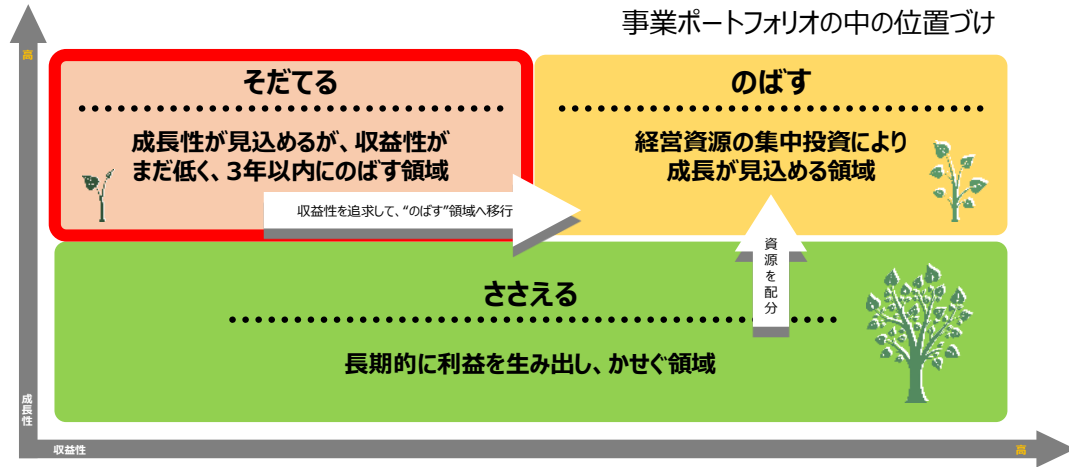 事業ポートフォリオの中の位置づけ
高
そだてる
成長性が見込めるが、収益性が
まだ低く、3年以内にのばす領域
収益性を追求して、“のばす”領域へ移行
のばす
経営資源の集中投資により
成長が見込める領域
資源を配分
ささえる
長期的に利益を生み出し、かせぐ領域
成長性
収益性
高